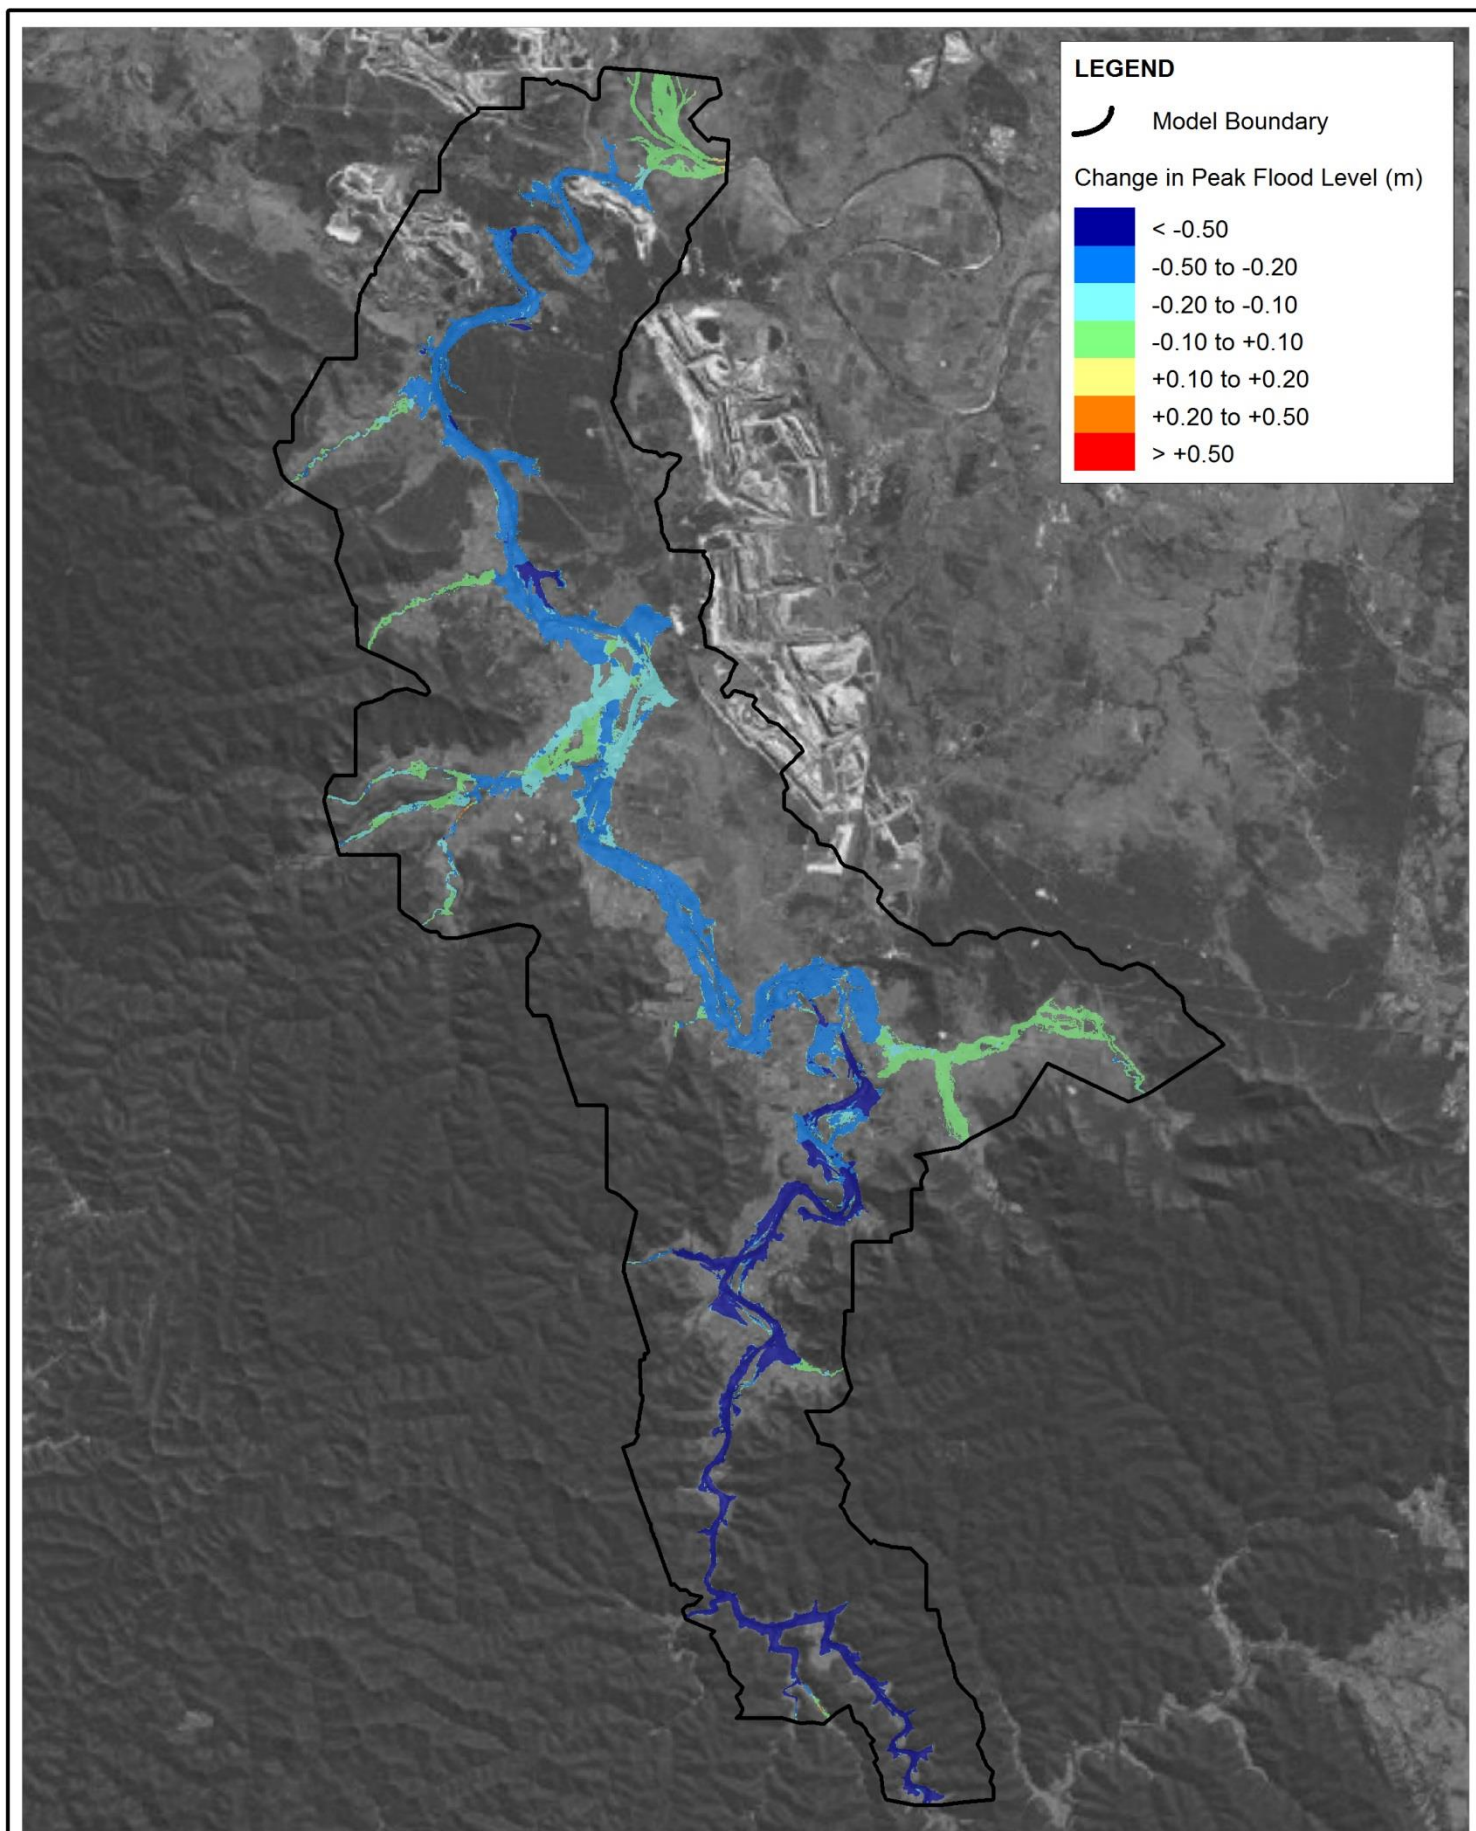 LEGEND
Model Boundary
Change in Peak Flood Level (m)
< -0.50
-0.50 to -0.20
-0.20 to -0.10
-0.10 to +0.10
+0.10 to +0.20
+0.20 to +0.50
> +0.50